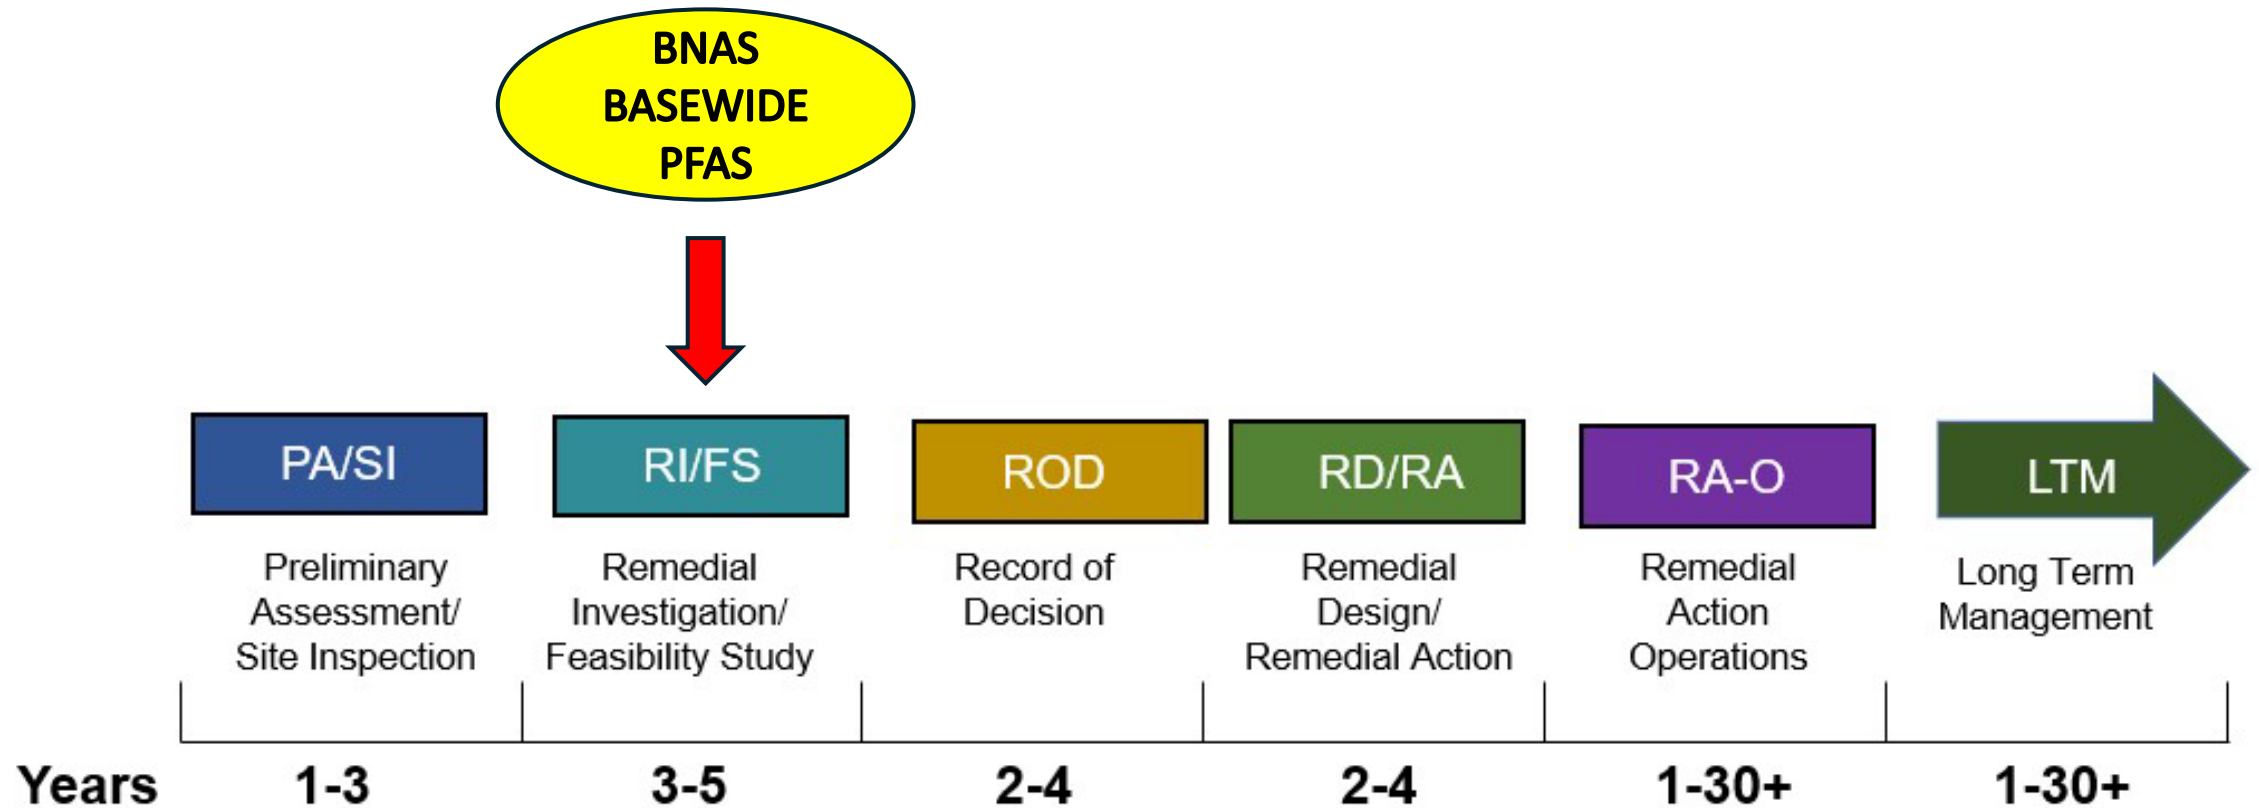 BNAS
BASEWIDE
PFAS
PA/SI
RI/FS
ROD
RD/RA
RA-O
LTM
Preliminary
Assessment/
Site Inspection
Remedial
Investigation/
Feasibility Study
Record of
Decision
Remedial
Design/
Remedial Action
Remedial
Action
Operations
Long Term
Management
Years 1-3 3-5 2-4 2-4 1-30+ 1-30+